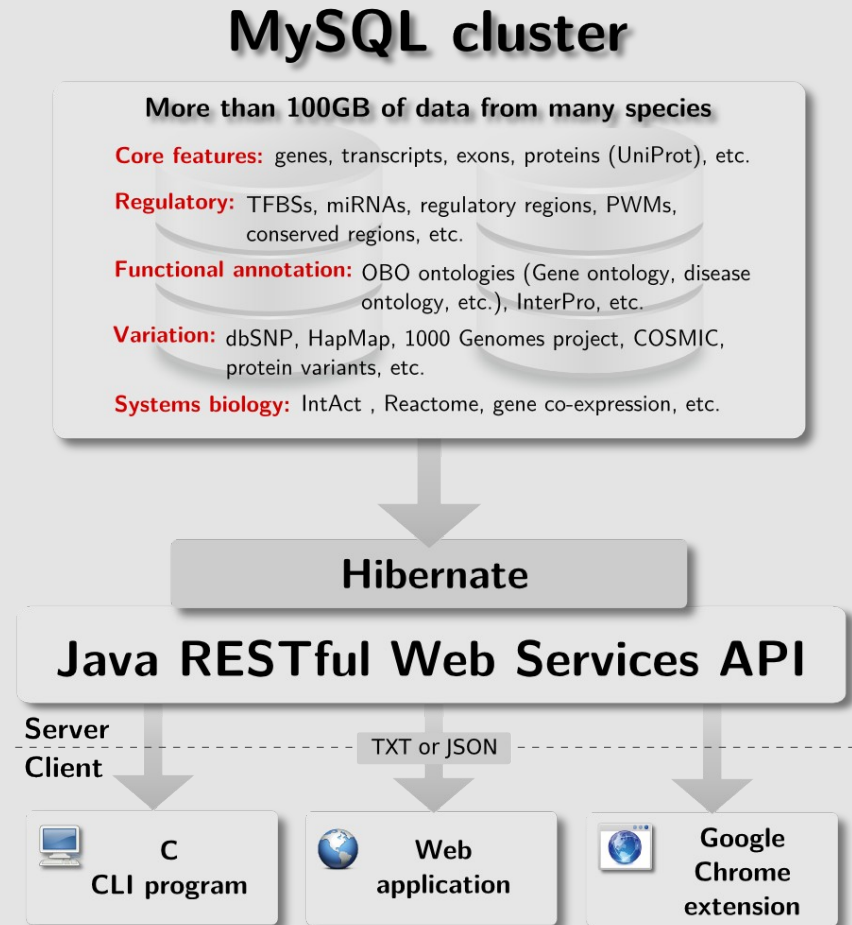 MySQL cluster
More than 100GB of data from many species
Core features: genes, transcripts, exons, proteins (UniProt), etc.
Regulatory: TFBSs, miRNAs, regulatory regions, PWMs,
conserved regions, etc.
Functional annotation: OBO ontologies (Gene ontology, disease
ontology, etc.), InterPro, etc.
Variation: dbSNP, HapMap, 1000 Genomes project, COSMIC,
protein variants, etc.
Systems biology: IntAct , Reactome, gene co-expression, etc.
Hibernate
Java RESTful Web Services API
Server
TXT or JSON
Client
C
CLI program
Web
application
Google
Chrome
extension